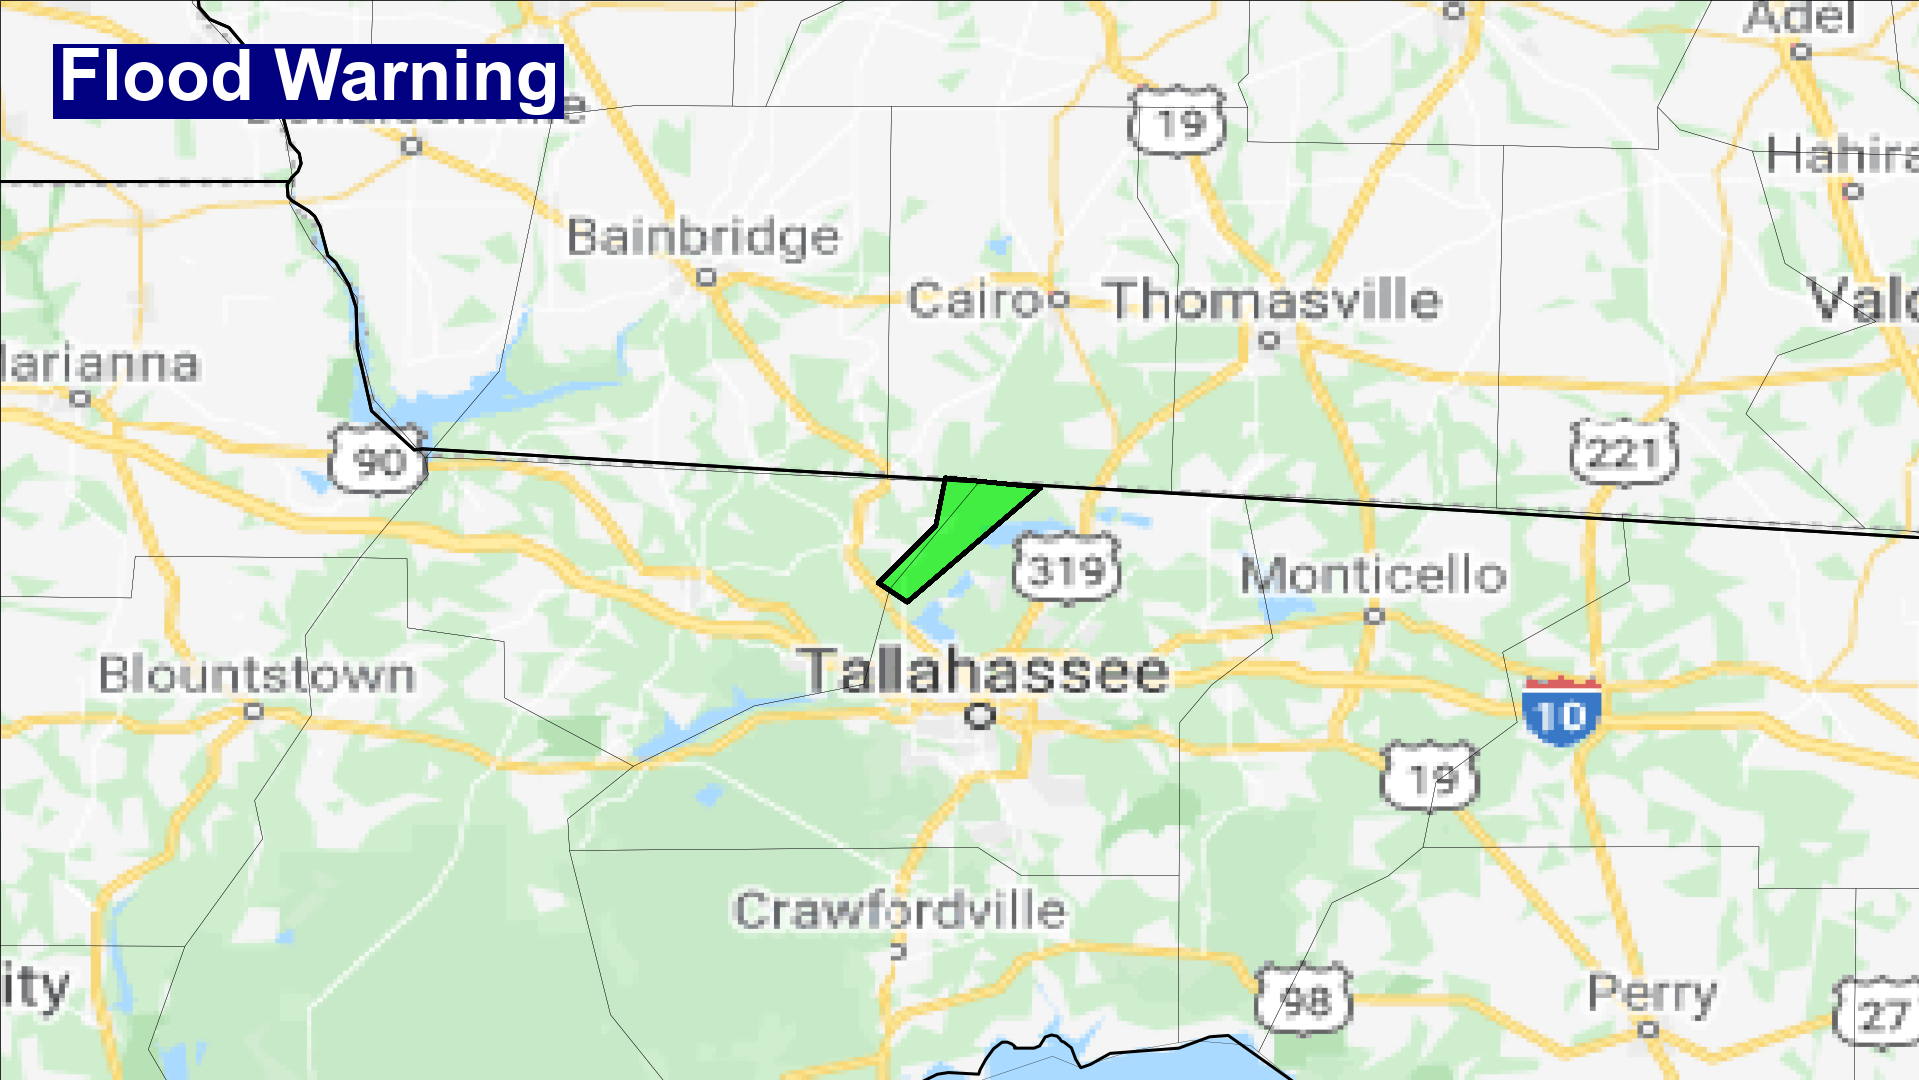 Flood Warning
Adel
19
Hahira
Bainbridge
Cairo
Thomasville
Vald
arianna
90
221
319
Monticello
Blountstown
Tallahassee
10
19
Crawfordville
ity
98
Perry
27